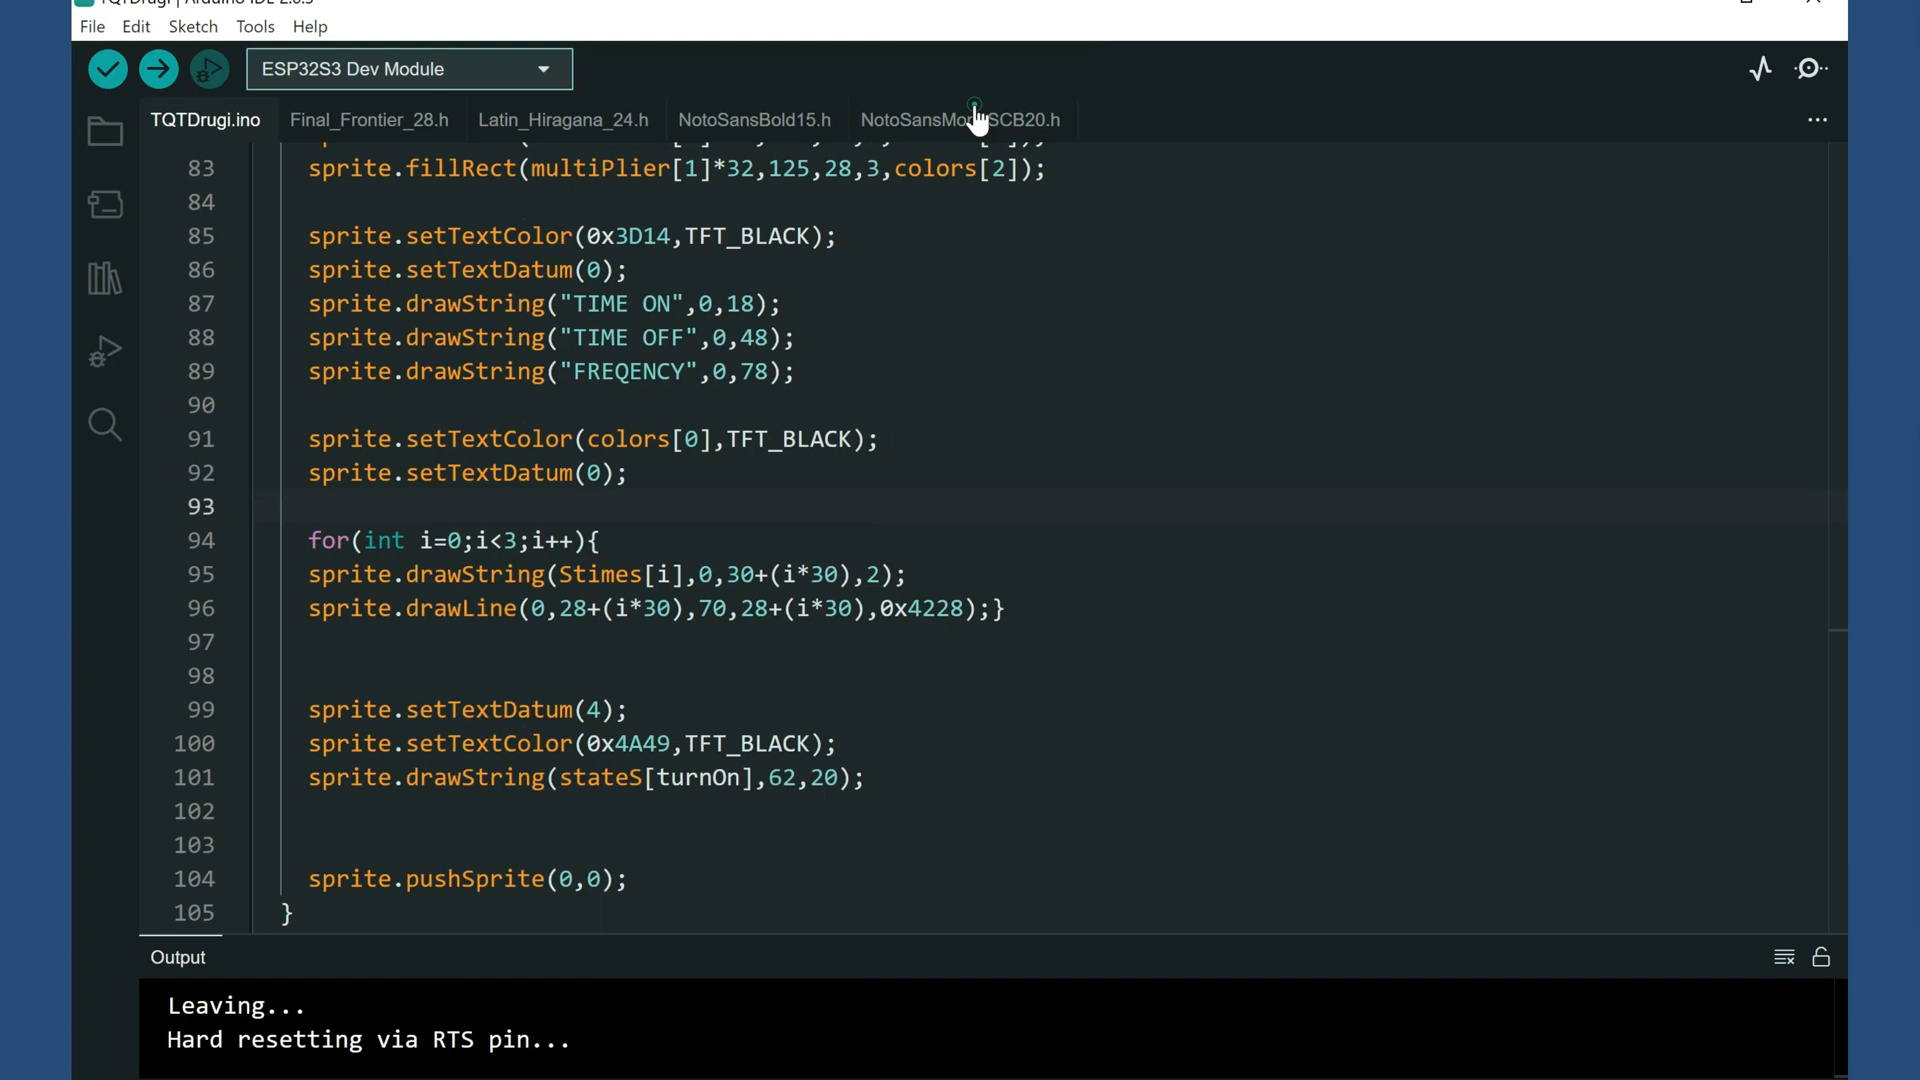 File Edit Sketch Tools Help
ESP32S3 Dev Module
TQTDrugi.ino Final_Frontier_28.h Latin_Hiragana_24.h NotoSansBold15.h
83 sprite.fillRect(multiPlier[1]*32,125,28,3,colors[2]);
84
85 sprite.setTextColor(0x3D14,TFT_BLACK);
86 sprite.setTextDatum(0);
87 sprite.drawString("TIME ON",0,18);
88 sprite.drawString("TIME OFF",0,48);
89 sprite.drawString("FREQENCY",0,78);
90
91 sprite.setTextColor(colors[0],TFT_BLACK);
92 sprite.setTextDatum(0);
93
94 for(int i=0;i<3;i++){
95 sprite.drawString(Stimes[i],0,30+(i*30),2);
96 sprite.drawLine(0,28+(i*30),70,28+(i*30),0x4228);}
97
98
99 sprite.setTextDatum(4);
100 sprite.setTextColor(0x4A49,TFT_BLACK);
101 sprite.drawString(stateS[turnOn],62,20);
102
103
104 sprite.pushSprite(0,0);
105 }
Output
Leaving...
Hard resetting via RTS pin...